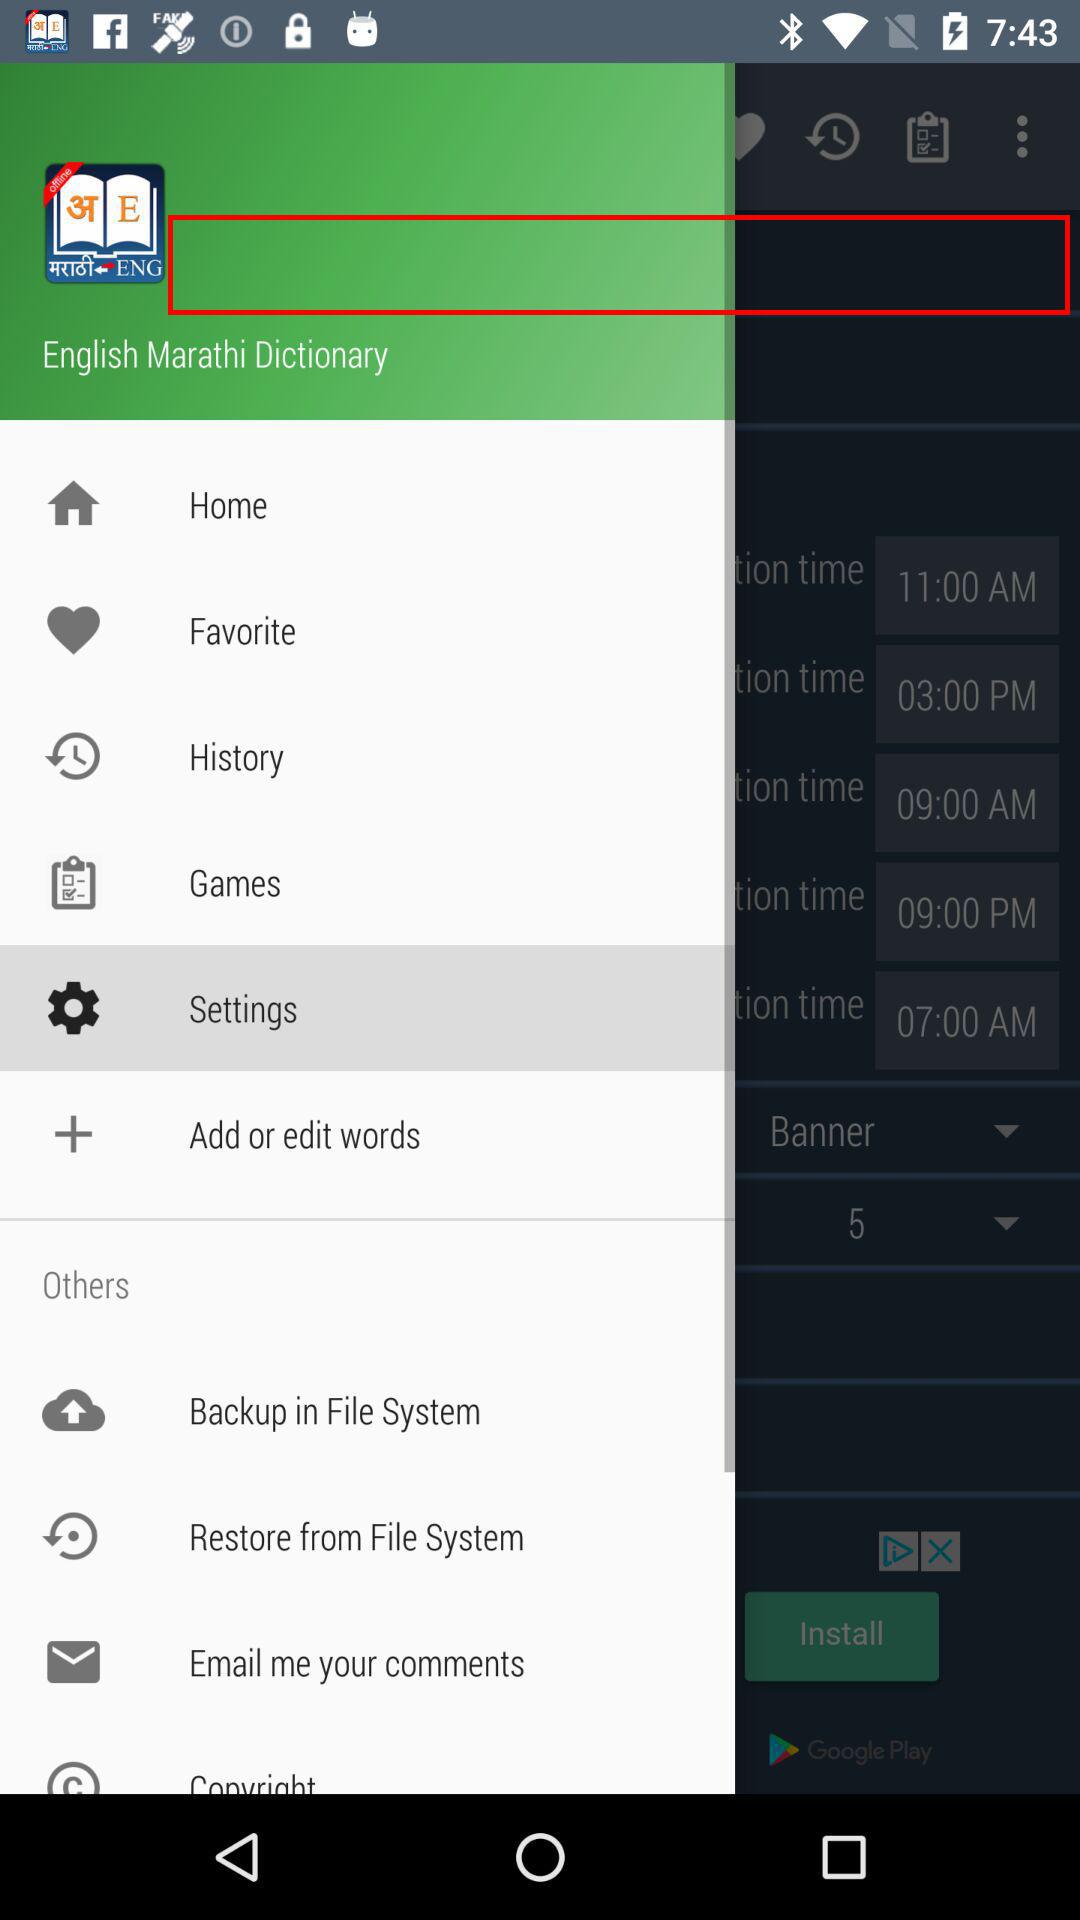 FAKE
7:43
offline
अ E
मराठी ENG
English Marathi Dictionary
Home
Favorite
History
Games
Settings
Add or edit words
Others
Backup in File System
Restore from File System
Email me your comments
Copyright
tion time 11:00 AM
tion time 03:00 PM
tion time 09:00 AM
tion time 09:00 PM
tion time 07:00 AM
Banner
5
Install
Google Play